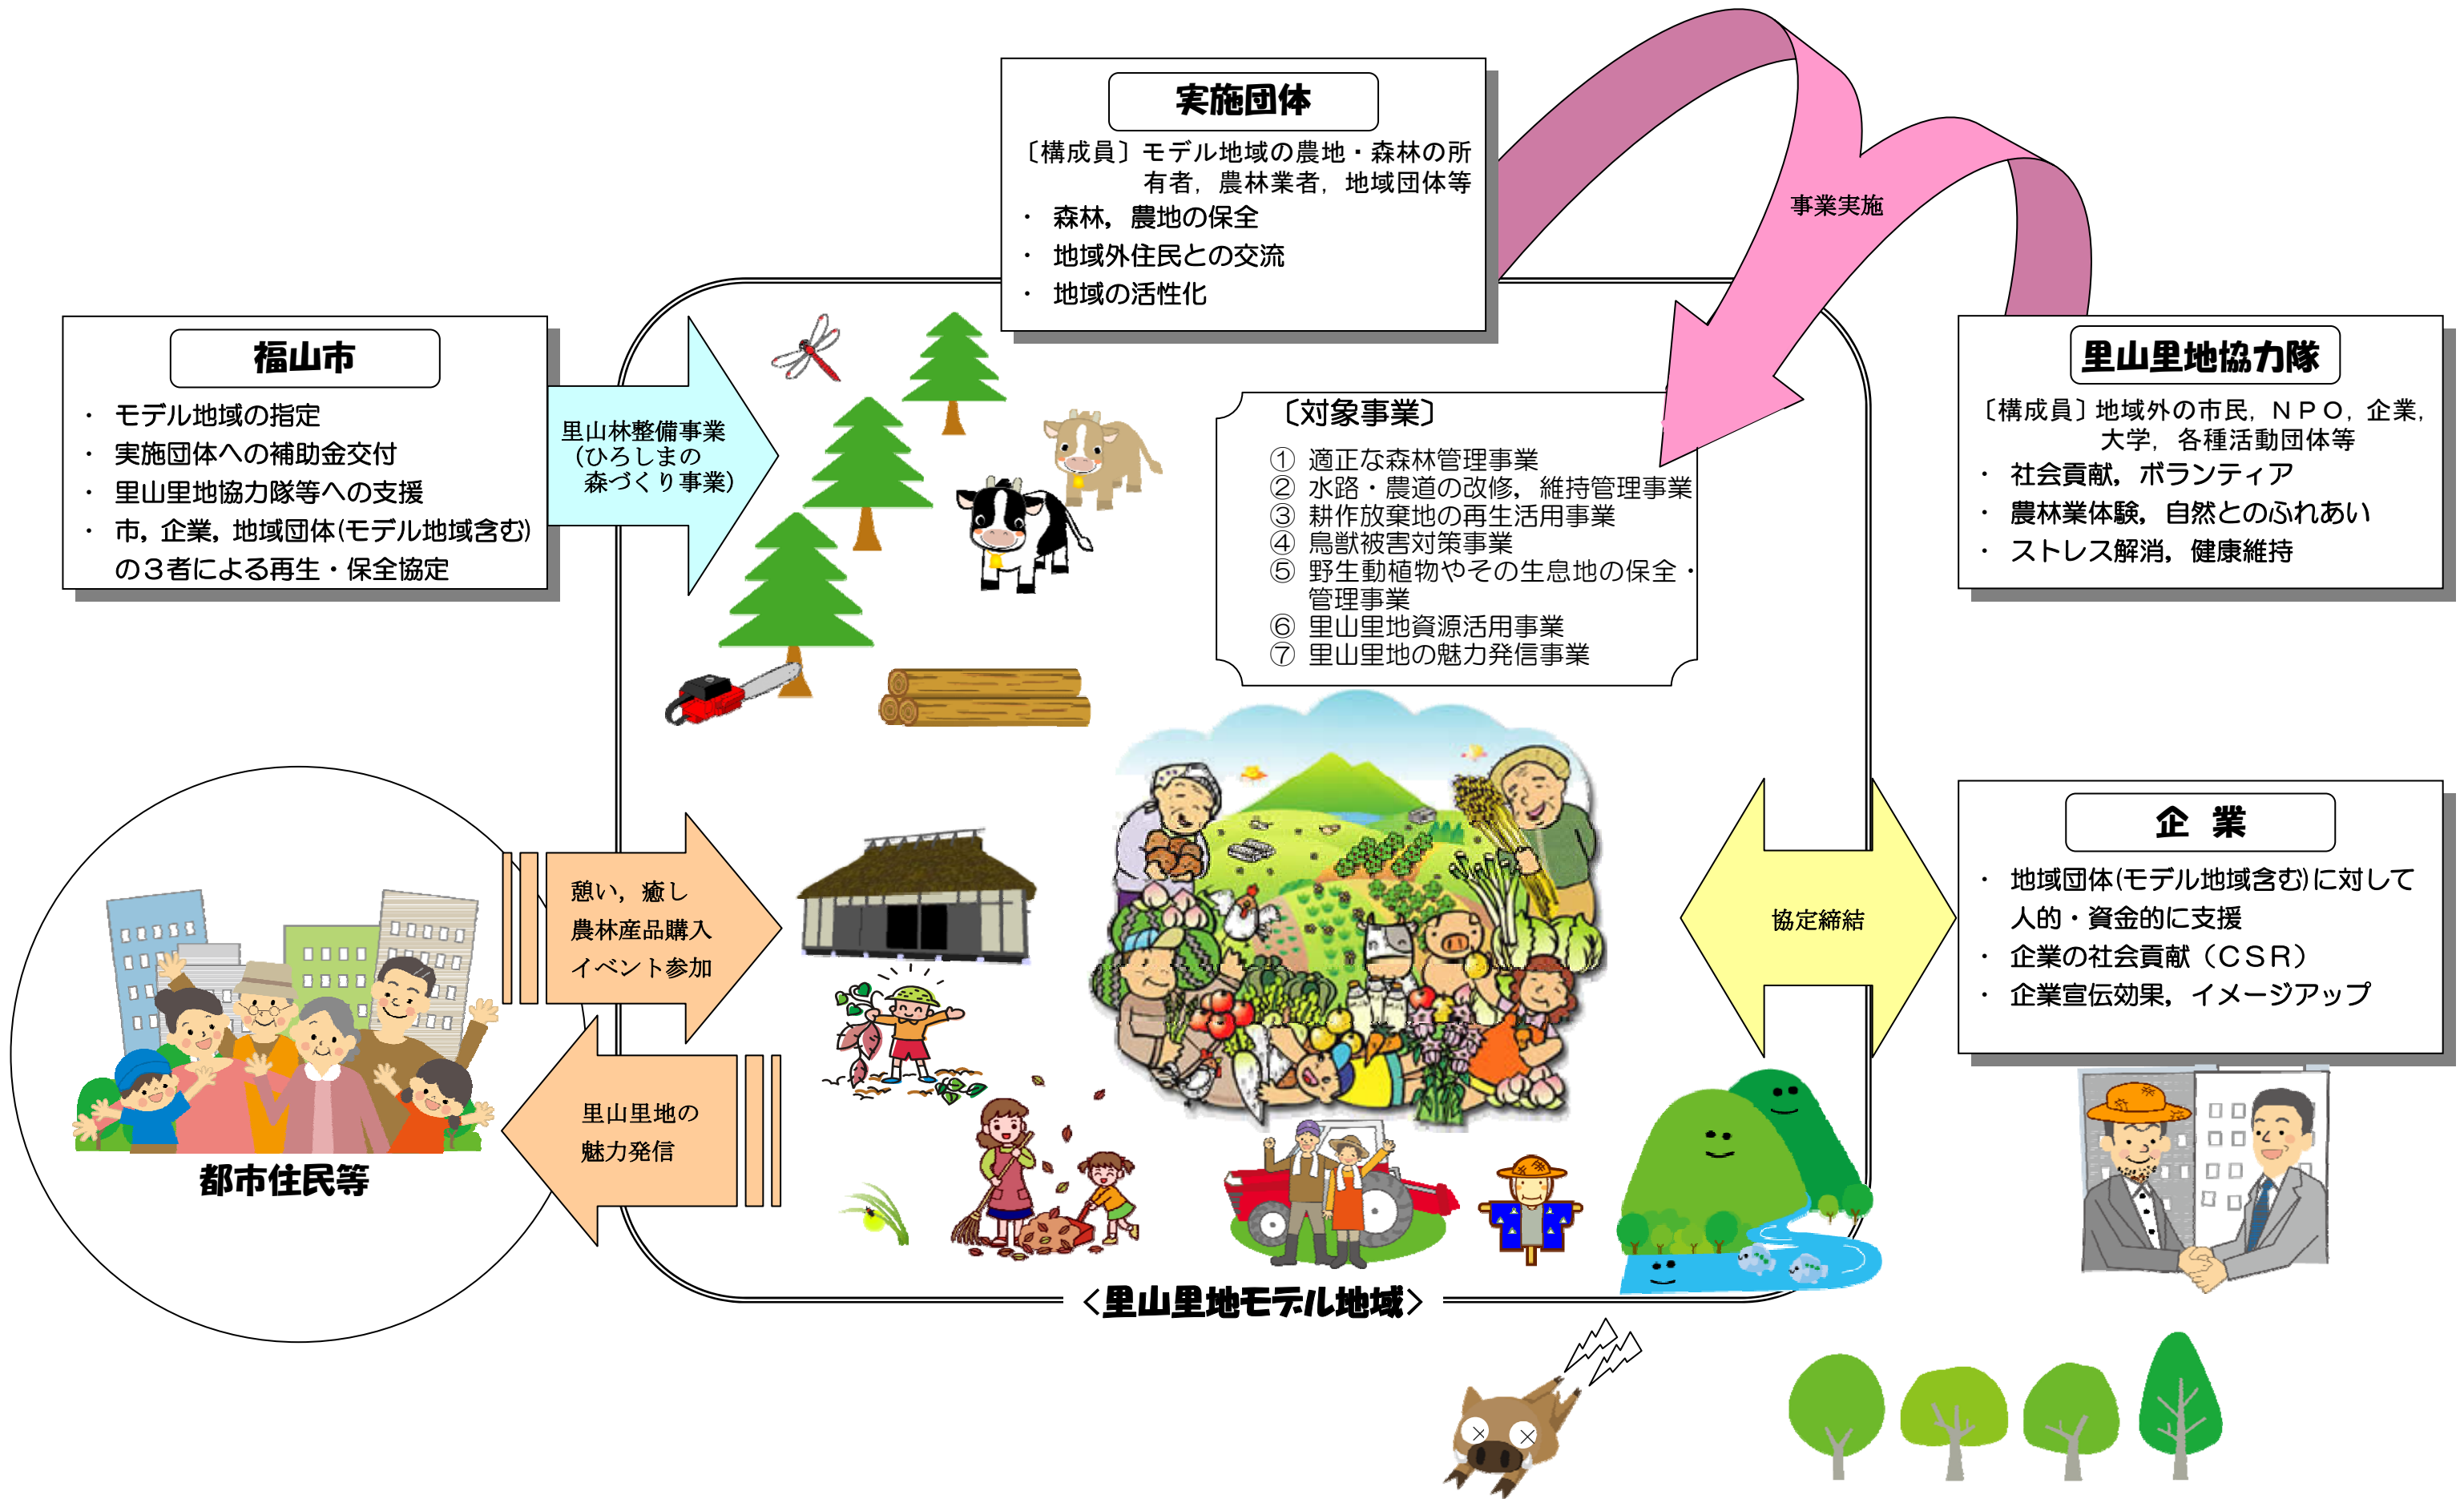 実施団体
〔構成員〕モデル地域の農地・森林の所
有者，農林業者，地域団体等
・ 森林，農地の保全
・ 地域外住民との交流
・ 地域の活性化
事業実施
福山市
・ モデル地域の指定
・ 実施団体への補助金交付
・ 里山里地協力隊等への支援
・ 市，企業，地域団体(モデル地域含む)
の３者による再生・保全協定
里山林整備事業
（ひろしまの
森づくり事業）
〔対象事業〕
① 適正な森林管理事業
② 水路・農道の改修，維持管理事業
③ 耕作放棄地の再生活用事業
④ 鳥獣被害対策事業
⑤ 野生動植物やその生息地の保全・
管理事業
⑥ 里山里地資源活用事業
⑦ 里山里地の魅力発信事業
里山里地協力隊
〔構成員〕地域外の市民，ＮＰＯ，企業，
大学，各種活動団体等
・ 社会貢献，ボランティア
・ 農林業体験，自然とのふれあい
・ ストレス解消，健康維持
憩い，癒し
農林産品購入
イベント参加
里山里地の
魅力発信
都市住民等
協定締結
企 業
・ 地域団体(モデル地域含む)に対して
人的・資金的に支援
・ 企業の社会貢献（ＣＳＲ）
・ 企業宣伝効果，イメージアップ
＜里山里地モデル地域＞